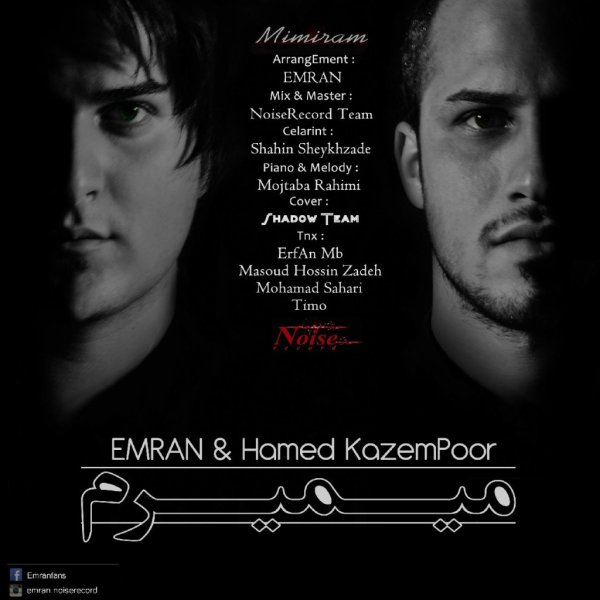 Mimiram
ArrangEment :
EMRAN
Mix & Master :
NoiseRecord Team
Celarint :
Shahin Sheykhzade
Piano & Melody :
Mojtaba Rahimi
Cover :
Shadow Team
Tnx :
ErfAn Mb
Masoud Hossin Zadeh
Mohamad Sahari
Timo
Noise
record
EMRAN & Hamed KazemPoor
میمیرم
Emranfans
emran.noiserecord